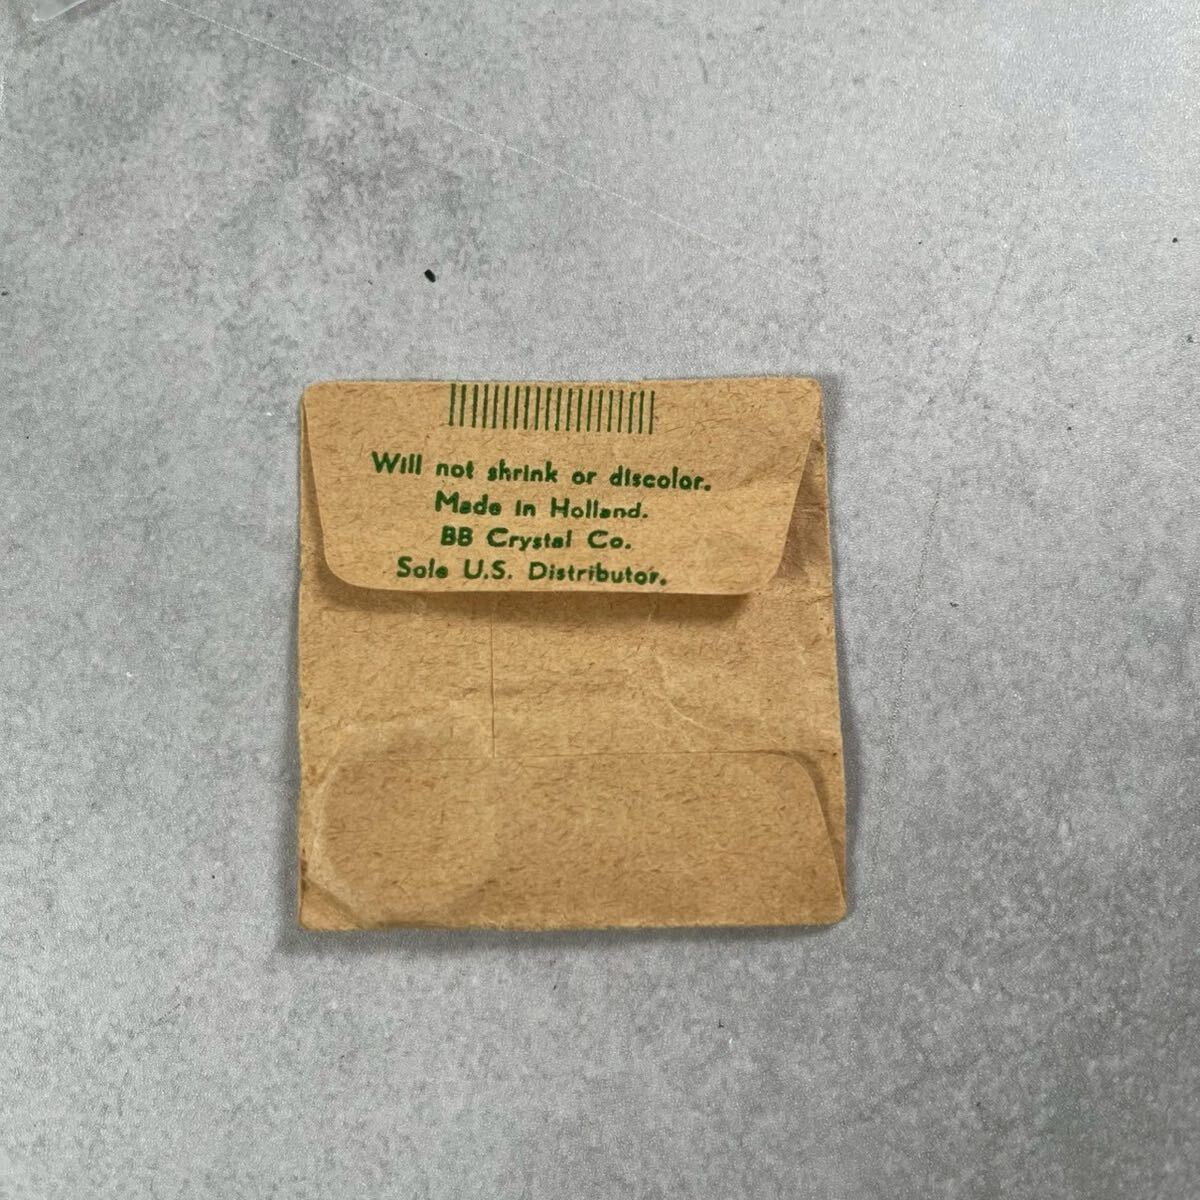 Will not shrink or discolor.
Made in Holland.
BB Crystal Co.
Sole U.S. Distributor.